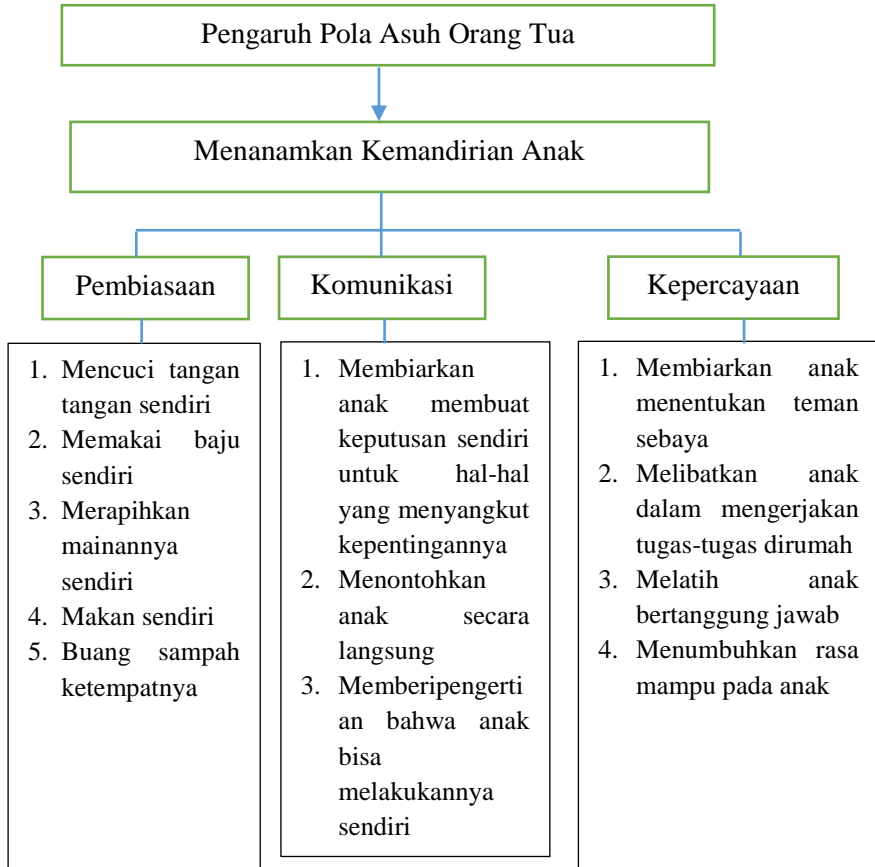 Pengaruh Pola Asuh Orang Tua
Menanamkan Kemandirian Anak
Pembiasaan
1. Mencuci tangan
tangan sendiri
2. Memakai baju
sendiri
3. Merapihkan
mainannya
sendiri
4. Makan sendiri
5. Buang sampah
ketempatnya
Komunikasi
1. Membiarkan
anak membuat
keputusan sendiri
untuk hal-hal
yang menyangkut
kepentingannya
2. Menontohkan
anak secara
langsung
3. Memberipengerti
an bahwa anak
bisa
melakukannya
sendiri
Kepercayaan
1. Membiarkan anak
menentukan teman
sebaya
2. Melibatkan anak
dalam mengerjakan
tugas-tugas dirumah
3. Melatih anak
bertanggung jawab
4. Menumbuhkan rasa
mampu pada anak